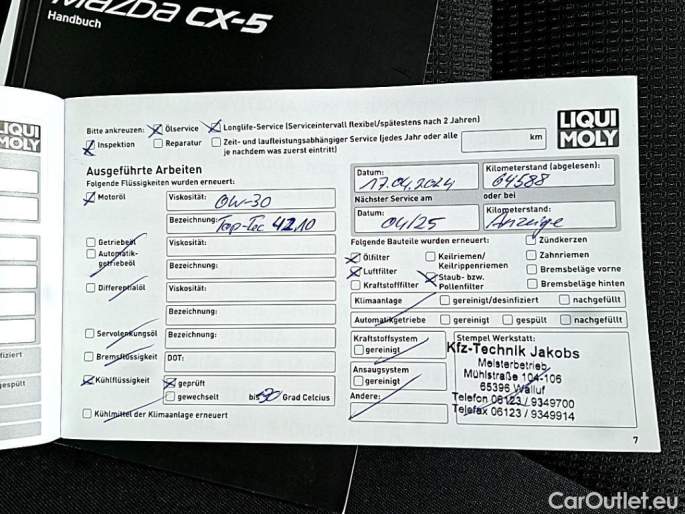 Mazda CX-5
Handbuch
LIQUI
MOLY
Bitte ankreuzen: Ölservice Longlife-Service (Serviceintervall flexibel/spätestens nach 2 Jahren)
Inspektion Reparatur Zeit- und laufleistungsabhängiger Service (jedes Jahr oder alle km
je nachdem was zuerst eintritt)
LIQUI
MOLY
Ausgeführte Arbeiten
Folgende Flüssigkeiten wurden erneuert:
Motoröl Viskosität: 0W-30
Bezeichnung: Top-Tec 4210
Getriebeöl Viskosität:
Automatik-
getriebeöl Bezeichnung:
Differentialöl Viskosität:
Bezeichnung:
Servolenkungsöl Bezeichnung:
Bremsflüssigkeit DOT:
Kühlflüssigkeit geprüft
gewechselt bis Grad Celcius
Kühlmittel der Klimaanlage erneuert
Datum: 17.04.2024
Kilometerstand (abgelesen): 64588
Nächster Service am oder bei
Datum: 04/25
Kilometerstand: Anzeige
Folgende Bauteile wurden erneuert: Zündkerzen
Ölfilter Keilriemen/ Zahnriemen
Keilrippenriemen
Luftfilter Staub- bzw. Bremsbeläge vorne
Pollenfilter
Kraftstofffilter Bremsbeläge hinten
Klimaanlage gereinigt/desinfiziert nachgefüllt
Automatikgetriebe gereinigt gespült nachgefüllt
Kraftstoffsystem
gereinigt
Ansaugsystem
gereinigt
Andere:
Stempel Werkstatt:
Kfz-Technik Jakobs
Meisterbetrieb
Mühlstraße 104-106
65396 Walluf
Telefon 06123 / 9349700
Telefax 06123 / 9349914
7
fiziert
espült
CarOutlet.eu